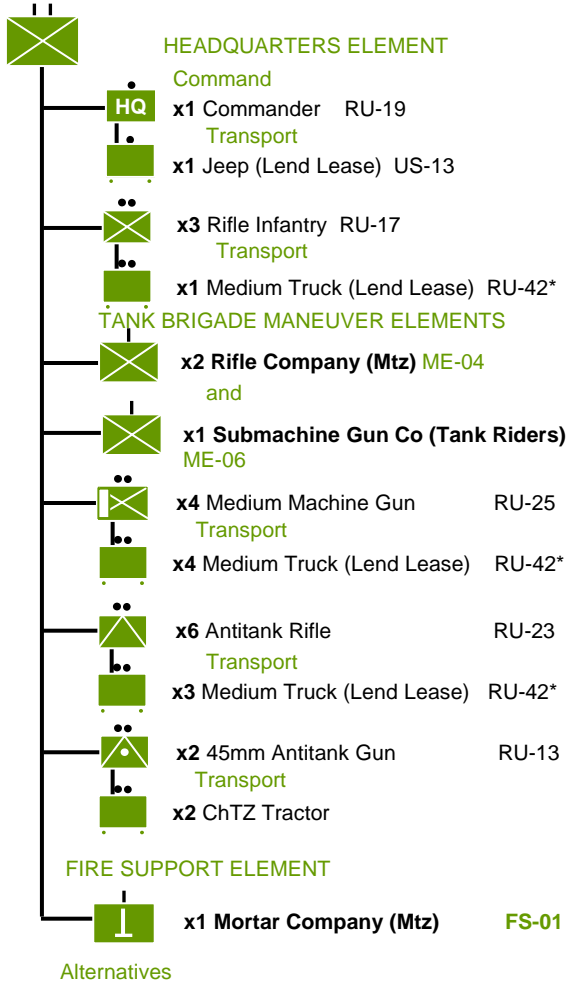 HEADQUARTERS ELEMENT
Command
HQ x1 Commander RU-19
Transport
x1 Jeep (Lend Lease) US-13
x3 Rifle Infantry RU-17
Transport
x1 Medium Truck (Lend Lease) RU-42*
TANK BRIGADE MANEUVER ELEMENTS
x2 Rifle Company (Mtz) ME-04
and
x1 Submachine Gun Co (Tank Riders)
ME-06
x4 Medium Machine Gun RU-25
Transport
x4 Medium Truck (Lend Lease) RU-42*
x6 Antitank Rifle RU-23
Transport
x3 Medium Truck (Lend Lease) RU-42*
x2 45mm Antitank Gun RU-13
Transport
x2 ChTZ Tractor
FIRE SUPPORT ELEMENT
x1 Mortar Company (Mtz) FS-01
Alternatives